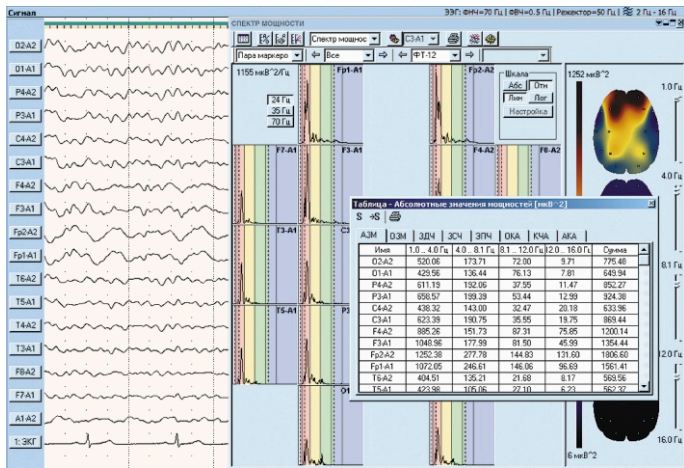 Сигнал
ЭЭГ: ФНЧ=70 Гц | ФВЧ=0.5 Гц | Режектор=50 Гц | 2 Гц - 16 Гц
СПЕКТР МОЩНОСТИ
Спектр мощнос
C3-A1
Пара маркеро
Все
ФТ-12
O2-A2
O1-A1
P4-A2
P3-A1
C4-A2
C3-A1
F4-A2
F3-A1
Fp2-A2
Fp1-A1
T6-A2
T5-A1
T4-A2
T3-A1
F8-A2
F7-A1
A1-A2
1: ЭКГ
1155 мкВ^2/Гц
24 Гц
35 Гц
70 Гц
Fp1-A1
Fp2-A2
Шкала
Абс
Отн
Лин
Лог
Настройка
F7-A1
F3-A1
F4-A2
F8-A2
T3-A1
C3
T5-A1
P3
O1
1252 мкВ^2
1.0 Гц
4.0 Гц
8.1 Гц
12.0 Гц
16.0 Гц
6 мкВ^2
Таблица - Абсолютные значения мощностей [мкВ^2]
S →S
АЗМ ОЗМ ЗДЧ ЗСЧ ЗПЧ ОКА КЧА АКА
Имя 1.0 .. 4.0 Гц 4.0 .. 8.1 Гц 8.1 .. 12.0 Гц 12.0 .. 16.0 Гц Сумма
O2-A2 520.06 173.71 72.00 9.71 775.48
O1-A1 429.56 136.44 76.13 7.81 649.94
P4-A2 611.19 192.06 37.55 11.47 852.27
P3-A1 658.57 199.39 53.44 12.99 924.38
C4-A2 438.32 143.00 32.47 20.18 633.96
C3-A1 623.39 190.75 35.55 19.75 869.44
F4-A2 885.26 151.73 87.31 75.85 1200.14
F3-A1 1048.96 177.99 81.50 45.99 1354.44
Fp2-A2 1252.38 277.78 144.83 131.60 1806.60
Fp1-A1 1072.05 246.61 146.06 96.69 1561.41
T6-A2 404.51 135.21 21.68 8.17 569.56
T5-A1 423.98 105.06 27.10 6.23 562.37